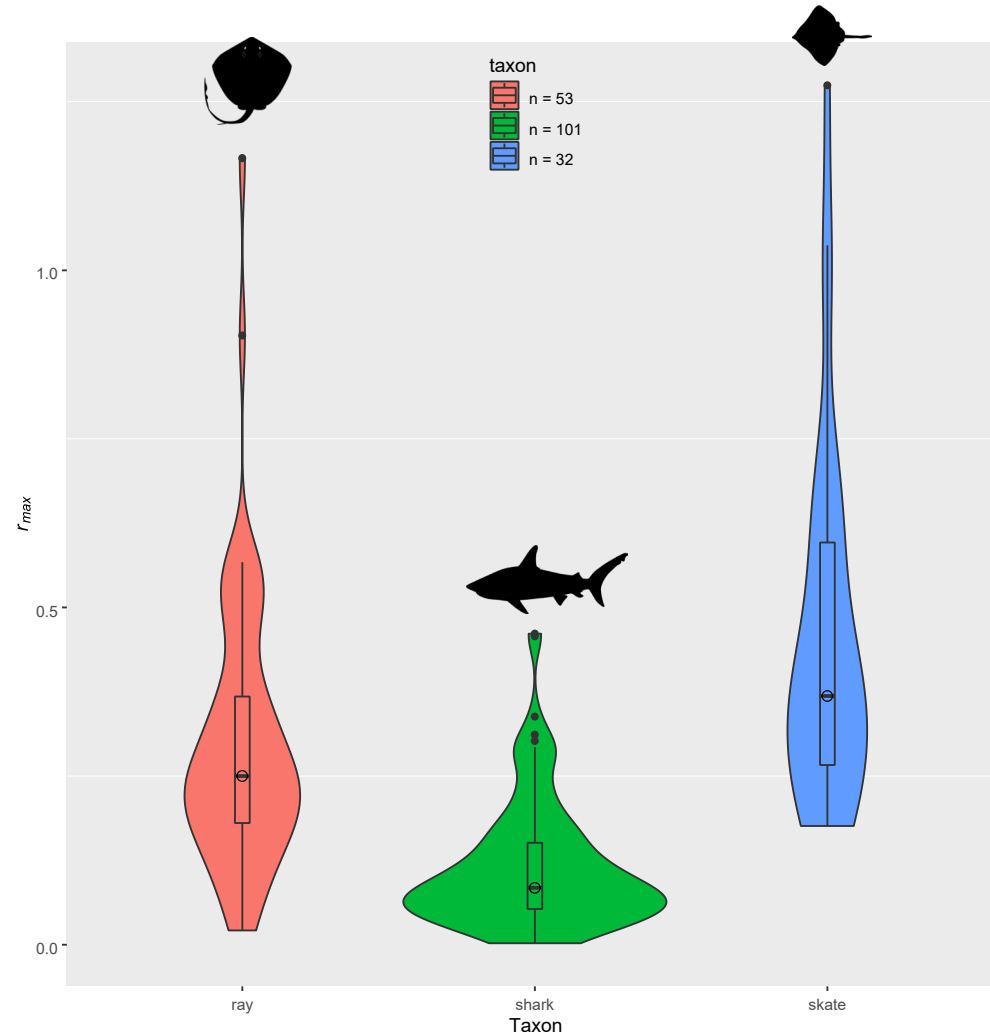 taxon
n = 53
n = 101
n = 32
1.0
0.5
0.0
r max
ray shark skate
Taxon